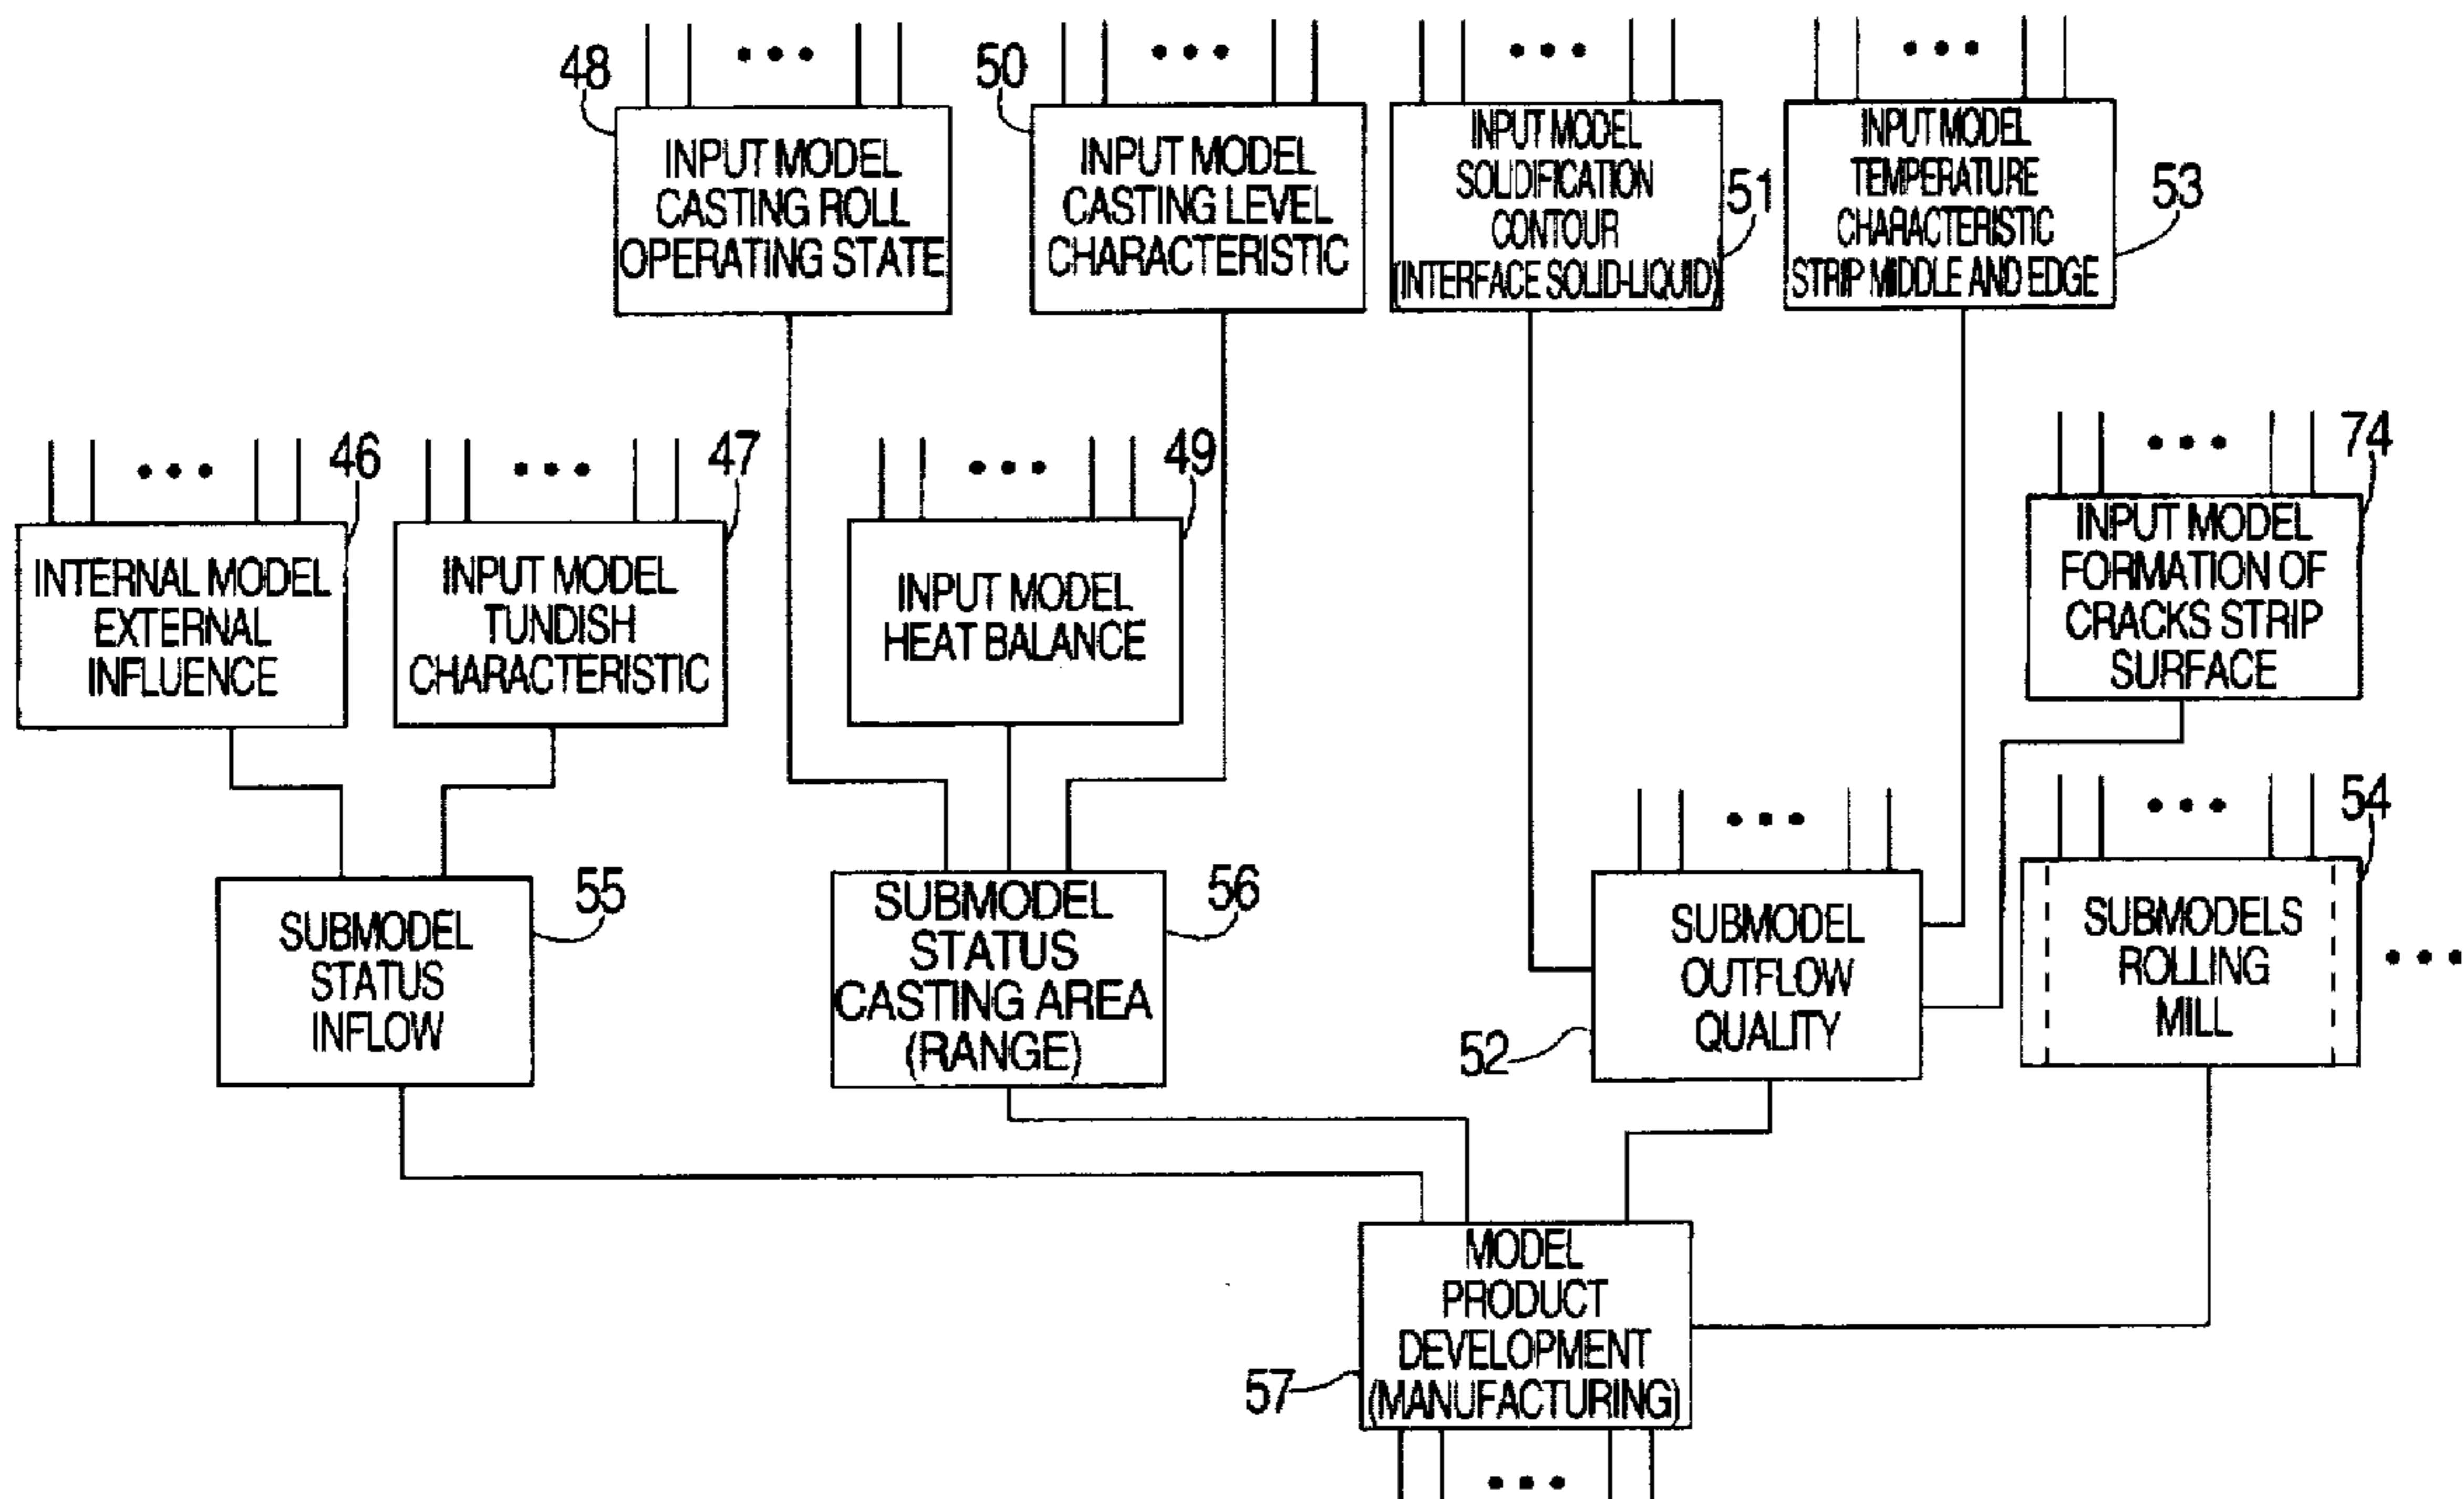 48
INPUT MODEL
CASTING ROLL
OPERATING STATE
50
INPUT MODEL
CASTING LEVEL
CHARACTERISTIC
INPUT MODEL
SOLIDIFICATION
CONTOUR
(INTERFACE SOLID-LIQUID)
51
INPUT MODEL
TEMPERATURE
CHARACTERISTIC
STRIP MIDDLE AND EDGE
53
46
INTERNAL MODEL
EXTERNAL
INFLUENCE
47
INPUT MODEL
TUNDISH
CHARACTERISTIC
49
INPUT MODEL
HEAT BALANCE
74
INPUT MODEL
FORMATION OF
CRACKS STRIP
SURFACE
55
SUBMODEL
STATUS
INFLOW
56
SUBMODEL
STATUS
CASTING AREA
(RANGE)
52
SUBMODEL
OUTFLOW
QUALITY
54
SUBMODELS
ROLLING
MILL
57
MODEL
PRODUCT
DEVELOPMENT
(MANUFACTURING)